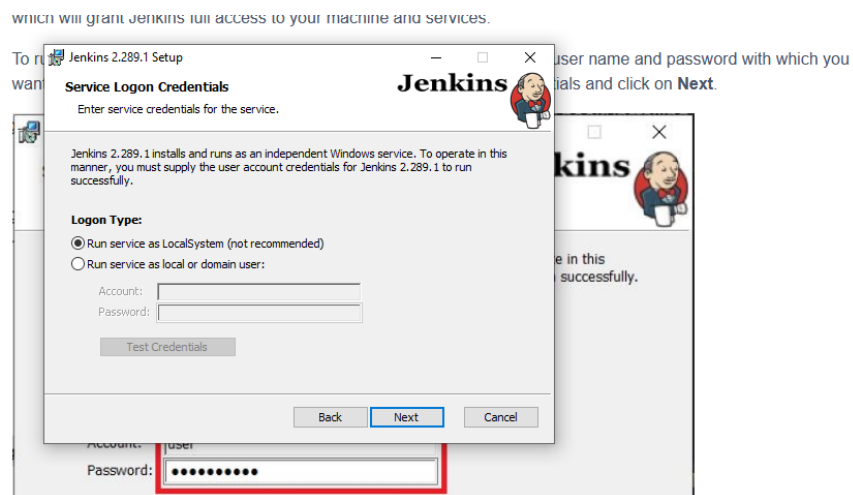 which will grant Jenkins full access to your machine and services.
To ru
user name and password with which you
want
ials and click on Next.
Jenkins 2.289.1 Setup
Service Logon Credentials
Jenkins
Enter service credentials for the service.
Jenkins 2.289.1 installs and runs as an independent Windows service. To operate in this
manner, you must supply the user account credentials for Jenkins 2.289.1 to run
successfully.
Logon Type:
Run service as LocalSystem (not recommended)
Run service as local or domain user:
Account:
Password:
Test Credentials
Back Next Cancel
kins
e in this
successfully.
Account: user
Password: